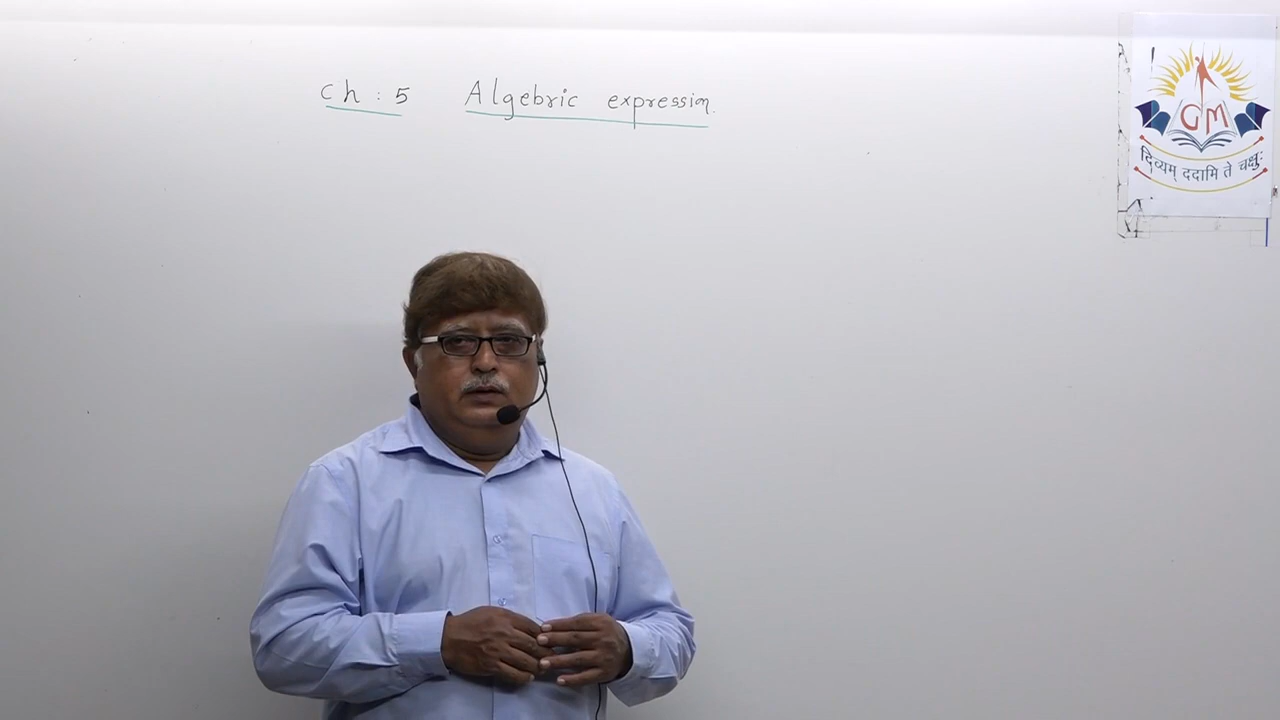 Ch : 5 Algebric expression.
GM
दिव्यम् ददामि ते चक्षुः